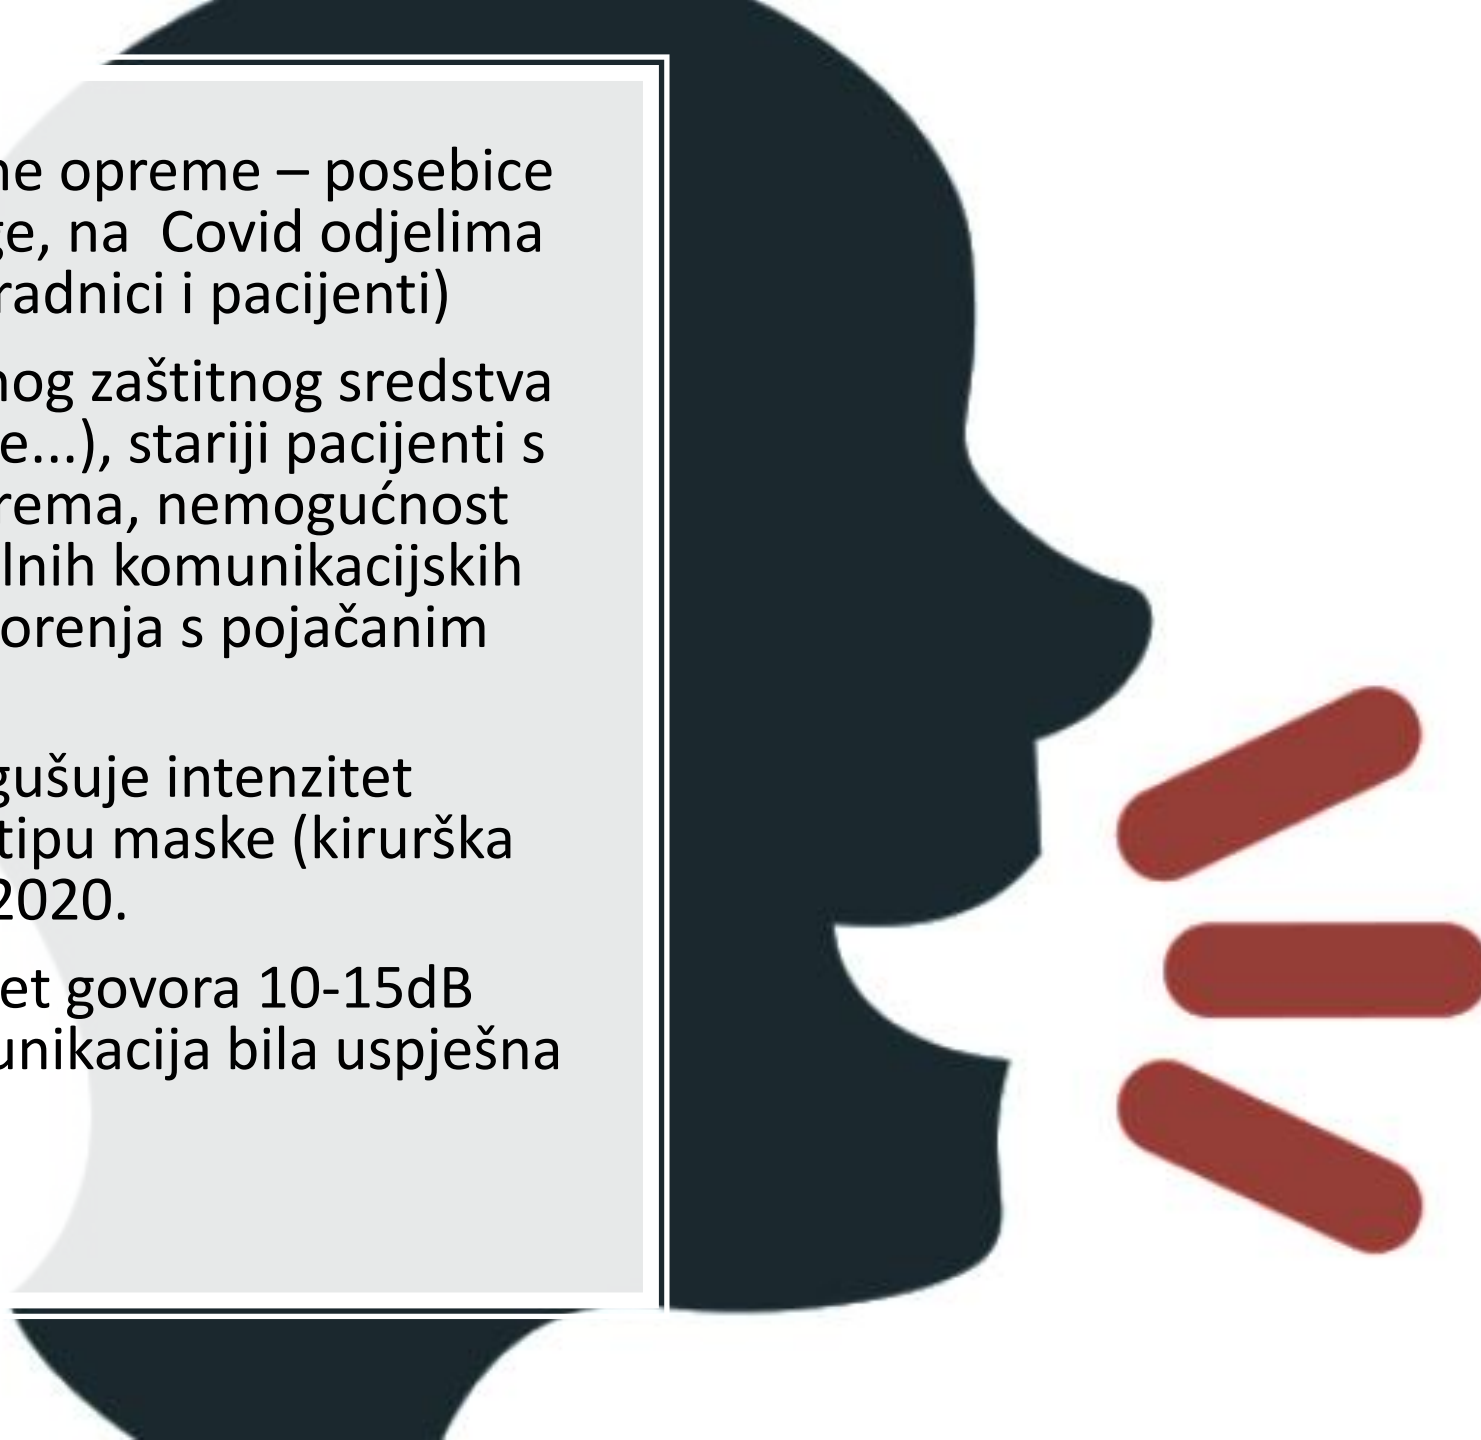 ne opreme – posebice
ge, na  Covid odjelima
radnici i pacijenti)
nog zaštitnog sredstva
e...), stariji pacijenti s
rema, nemogućnost
lnih komunikacijskih
orenja s pojačanim
gušuje intenzitet
tipu maske (kirurška
2020.
et govora 10-15dB
unikacija bila uspješna